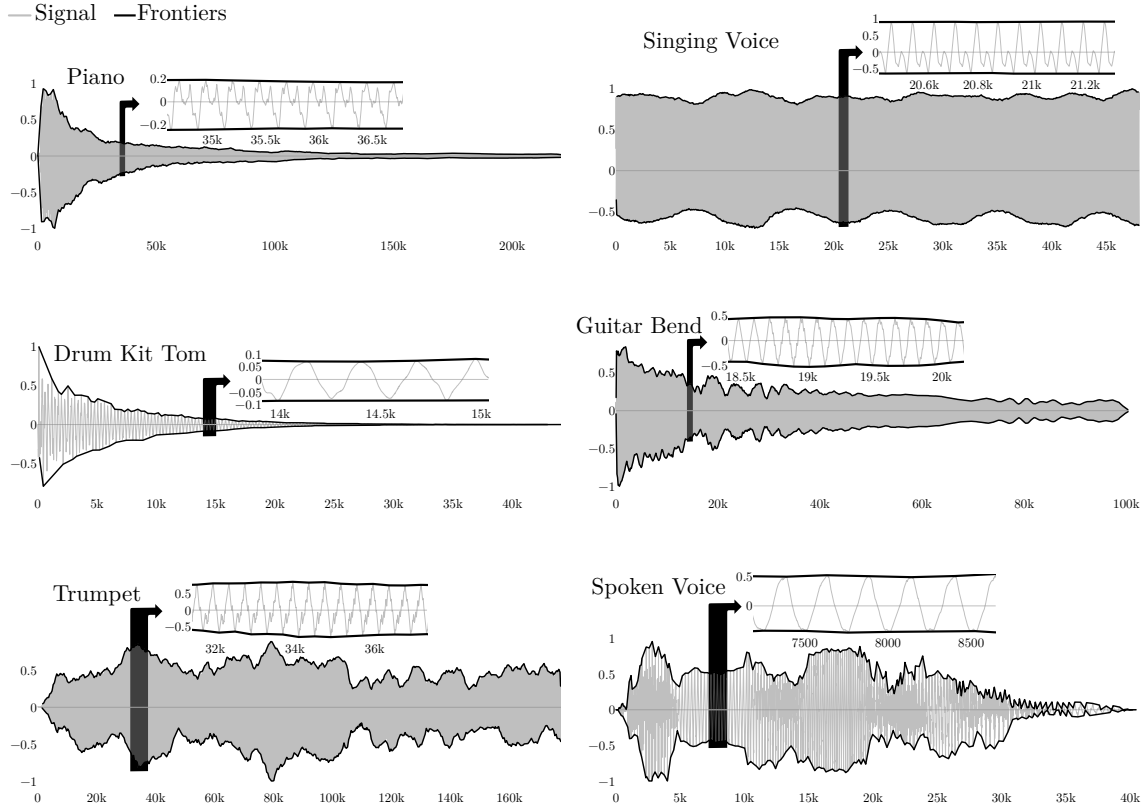 Signal Frontiers
Piano
0.2
0
−0.2
35k 35.5k 36k 36.5k
1
0.5
0
−0.5
−1
0 50k 100k 150k 200k
Singing Voice
1
0
−0.5
20.6k 20.8k 21k 21.2k
1
0.5
0
−0.5
0 5k 10k 15k 20k 25k 30k 35k 40k 45k
Drum Kit Tom
0.1
0.05
0
−0.05
−0.1
14k 14.5k 15k
1
0.5
0
−0.5
0 5k 10k 15k 20k 25k 30k 35k 40k
Guitar Bend
0.5
0
−0.5
18.5k 19k 19.5k 20k
0.5
0
−0.5
−1
0 20k 40k 60k 80k 100k
Trumpet
0.5
0
−0.5
32k 34k 36k
0.5
0
−0.5
−1
0 20k 40k 60k 80k 100k 120k 140k 160k
Spoken Voice
0.5
0
7500 8000 8500
1
0.5
0
−0.5
−1
0 5k 10k 15k 20k 25k 30k 35k 40k